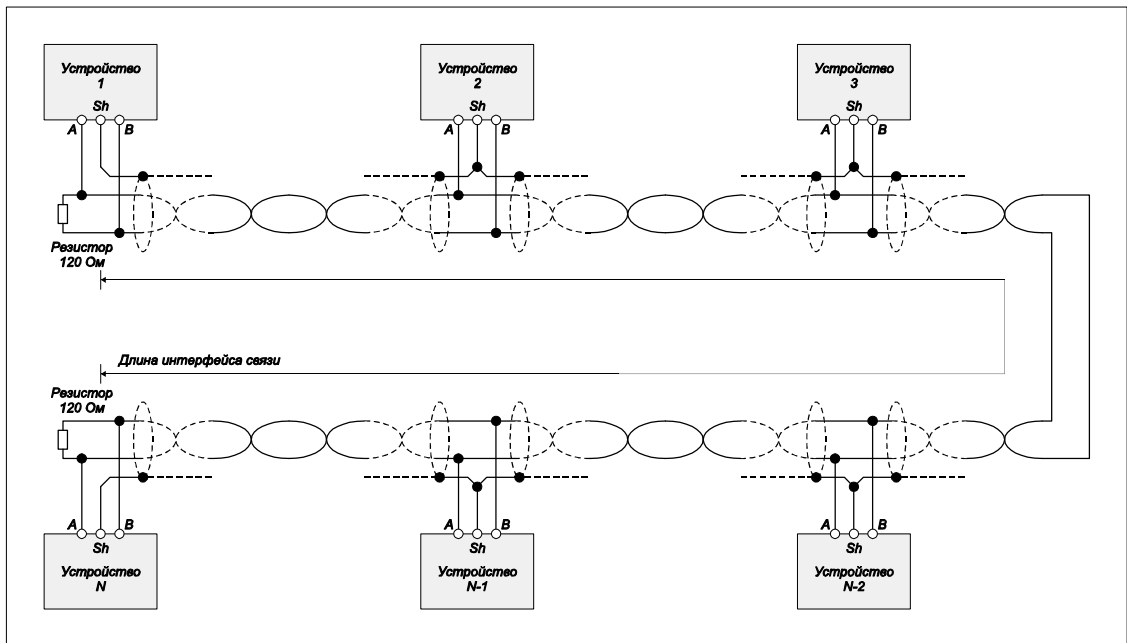 Устройство
1
Sh
A
B
Устройство
2
Sh
A
B
Устройство
3
Sh
A
B
Резистор
120 Ом
Длина интерфейса связи
Резистор
120 Ом
A
B
Sh
Устройство
N
A
B
Sh
Устройство
N-1
A
B
Sh
Устройство
N-2